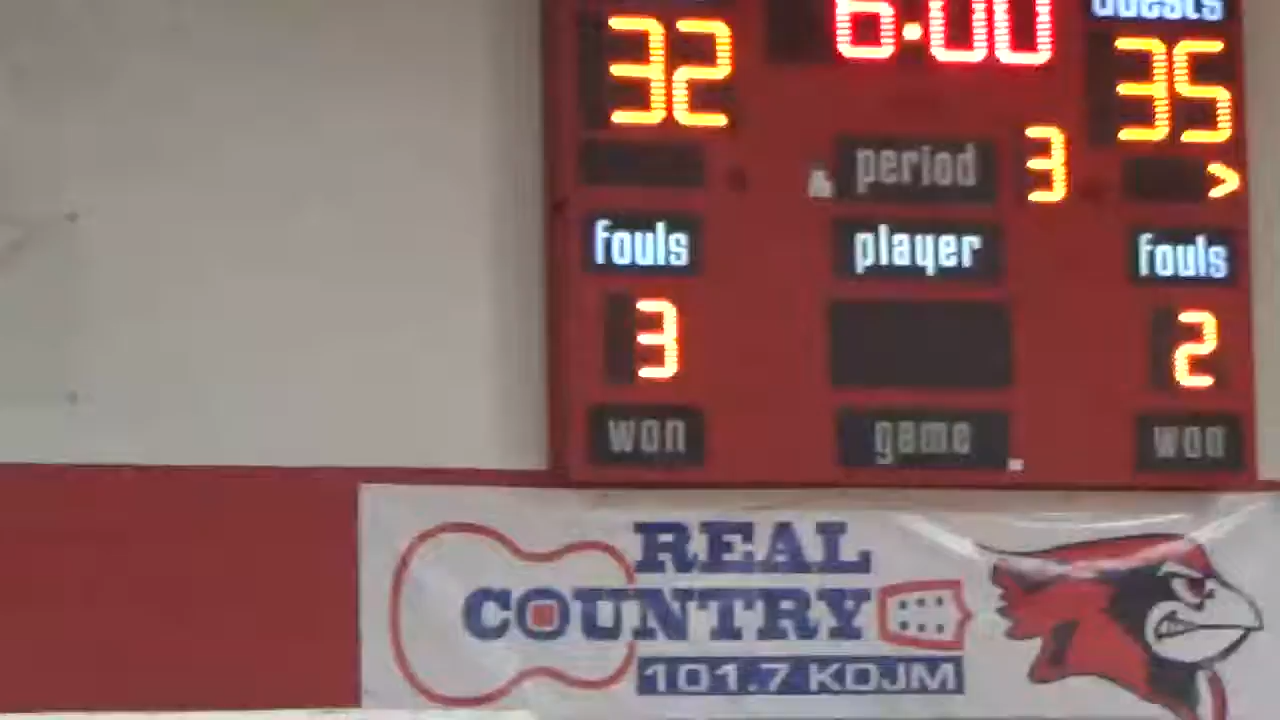 6:00
Guests
32
35
period
3
>
fouls
player
fouls
3
2
won
game
won
REAL
COUNTRY
101.7 KDJM